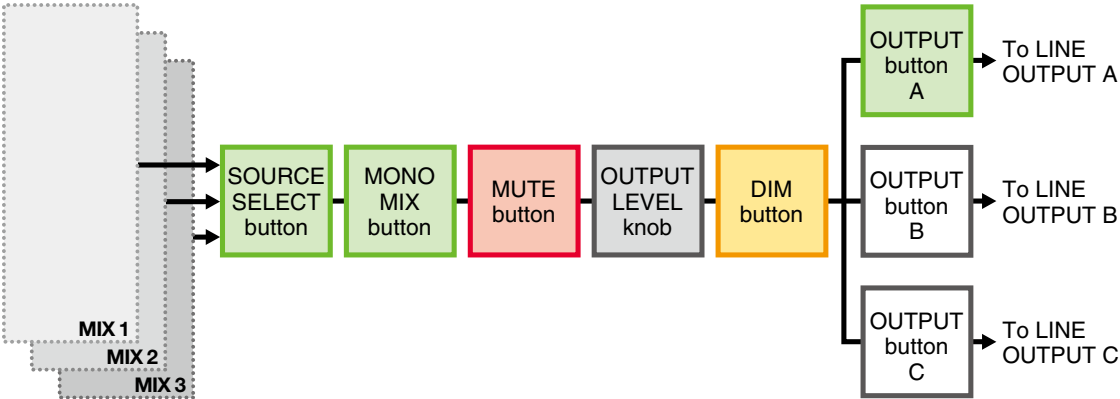 MIX 1
MIX 2
MIX 3
SOURCE
SELECT
button
MONO
MIX
button
MUTE
button
OUTPUT
LEVEL
knob
DIM
button
OUTPUT
button
A
To LINE
OUTPUT A
OUTPUT
button
B
To LINE
OUTPUT B
OUTPUT
button
C
To LINE
OUTPUT C